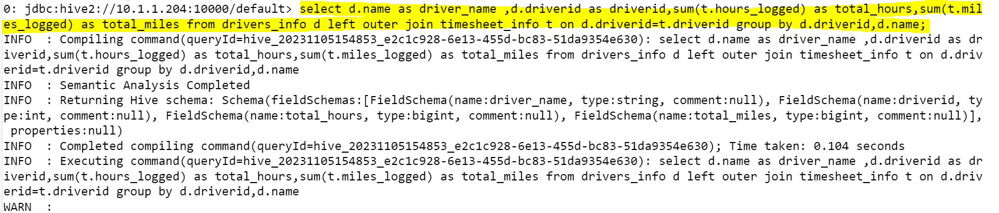 0: jdbc:hive2://10.1.1.204:10000/default> select d.name as driver_name ,d.driverid as driverid,sum(t.hours_logged) as total_hours,sum(t.mil
es_logged) as total_miles from drivers_info d left outer join timesheet_info t on d.driverid=t.driverid group by d.driverid,d.name;
INFO  : Compiling command(queryId=hive_20231105154853_e2c1c928-6e13-455d-bc83-51da9354e630): select d.name as driver_name ,d.driverid as dr
iverid,sum(t.hours_logged) as total_hours,sum(t.miles_logged) as total_miles from drivers_info d left outer join timesheet_info t on d.driv
erid=t.driverid group by d.driverid,d.name
INFO  : Semantic Analysis Completed
INFO  : Returning Hive schema: Schema(fieldSchemas:[FieldSchema(name:driver_name, type:string, comment:null), FieldSchema(name:driverid, ty
pe:int, comment:null), FieldSchema(name:total_hours, type:bigint, comment:null), FieldSchema(name:total_miles, type:bigint, comment:null)],
 properties:null)
INFO  : Completed compiling command(queryId=hive_20231105154853_e2c1c928-6e13-455d-bc83-51da9354e630); Time taken: 0.104 seconds
INFO  : Executing command(queryId=hive_20231105154853_e2c1c928-6e13-455d-bc83-51da9354e630): select d.name as driver_name ,d.driverid as dr
iverid,sum(t.hours_logged) as total_hours,sum(t.miles_logged) as total_miles from drivers_info d left outer join timesheet_info t on d.driv
erid=t.driverid group by d.driverid,d.name
WARN  :